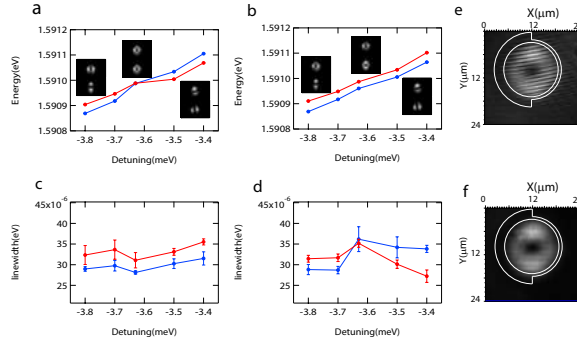 a
1.5912
1.5911
1.5910
1.5909
1.5908
Energy(eV)
-3.8 -3.7 -3.6 -3.5 -3.4
Detuning(meV)
b
1.5912
1.5911
1.5910
1.5909
1.5908
Energy(eV)
-3.8 -3.7 -3.6 -3.5 -3.4
Detuning(meV)
e
X(μm)
0 12 2
Y(μm)
12
24
c
45x10-6
40
35
30
25
linewidth(eV)
-3.8 -3.7 -3.6 -3.5 -3.4
Detuning(meV)
d
45x10-6
40
35
30
25
linewidth(eV)
-3.8 -3.7 -3.6 -3.5 -3.4
Detuning(meV)
f
X(μm)
0 12 2
Y(μm)
12
24